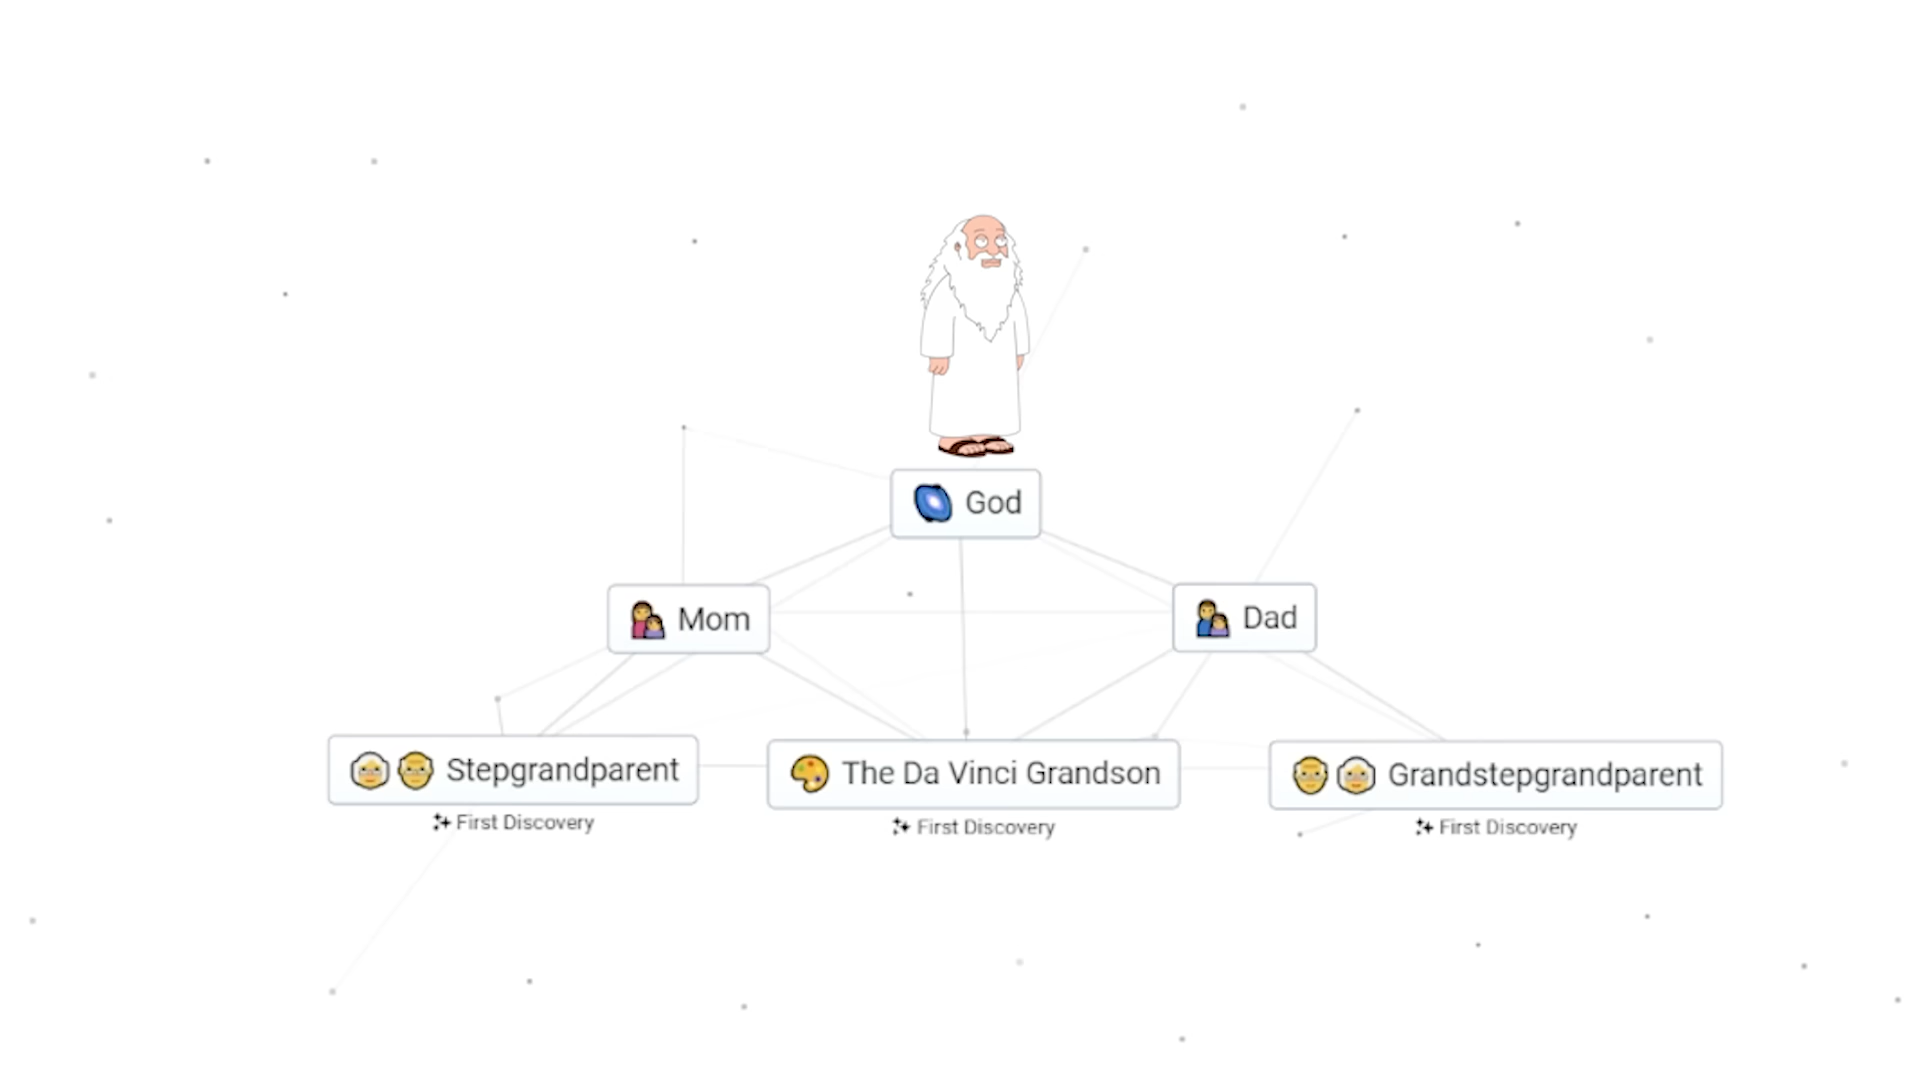 God
Mom
Dad
Stepgrandparent
The Da Vinci Grandson
Grandstepgrandparent
First Discovery
First Discovery
First Discovery